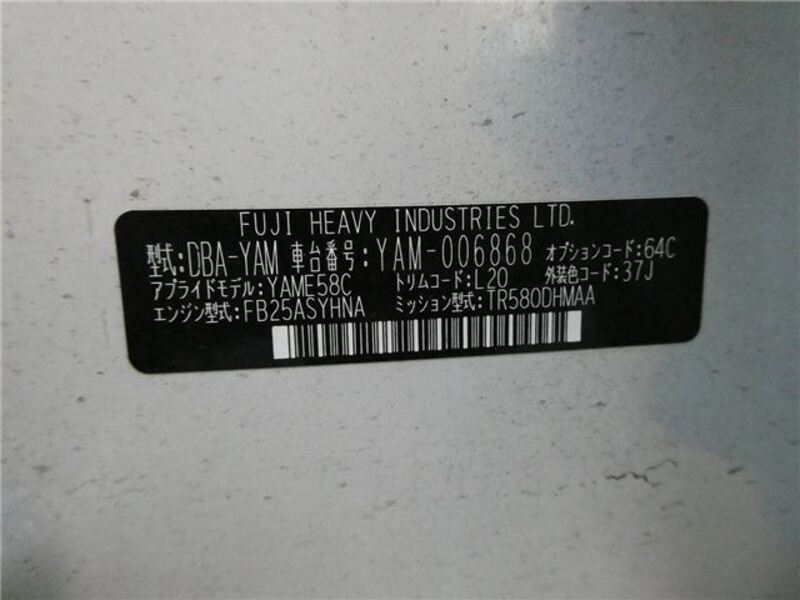 FUJI HEAVY INDUSTRIES LTD.
型式:DBA-YAM 車台番号:YAM-006868 オプションコード:64C
アプライドモデル:YAME58C トリムコード:L20 外装色コード:37J
エンジン型式:FB25ASYHNA ミッション型式:TR580DHMAA